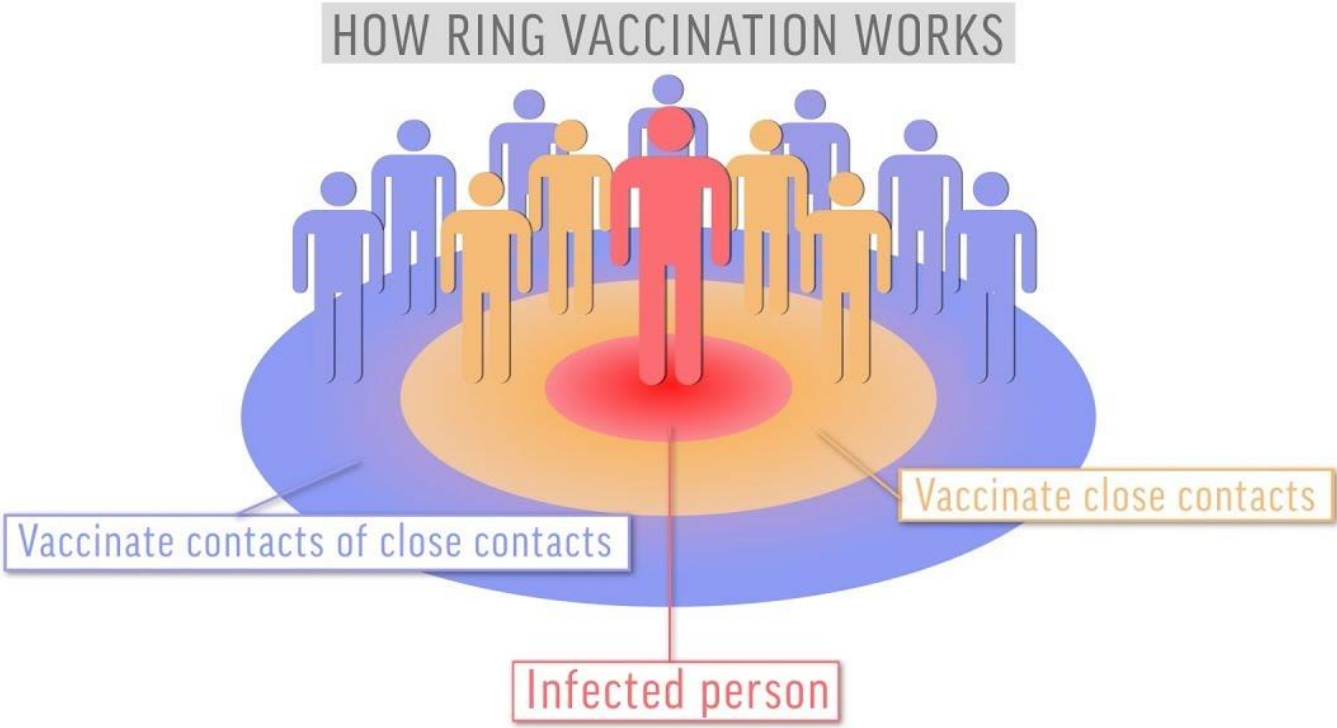 HOW RING VACCINATION WORKS
Vaccinate close contacts
Vaccinate contacts of close contacts
Infected person